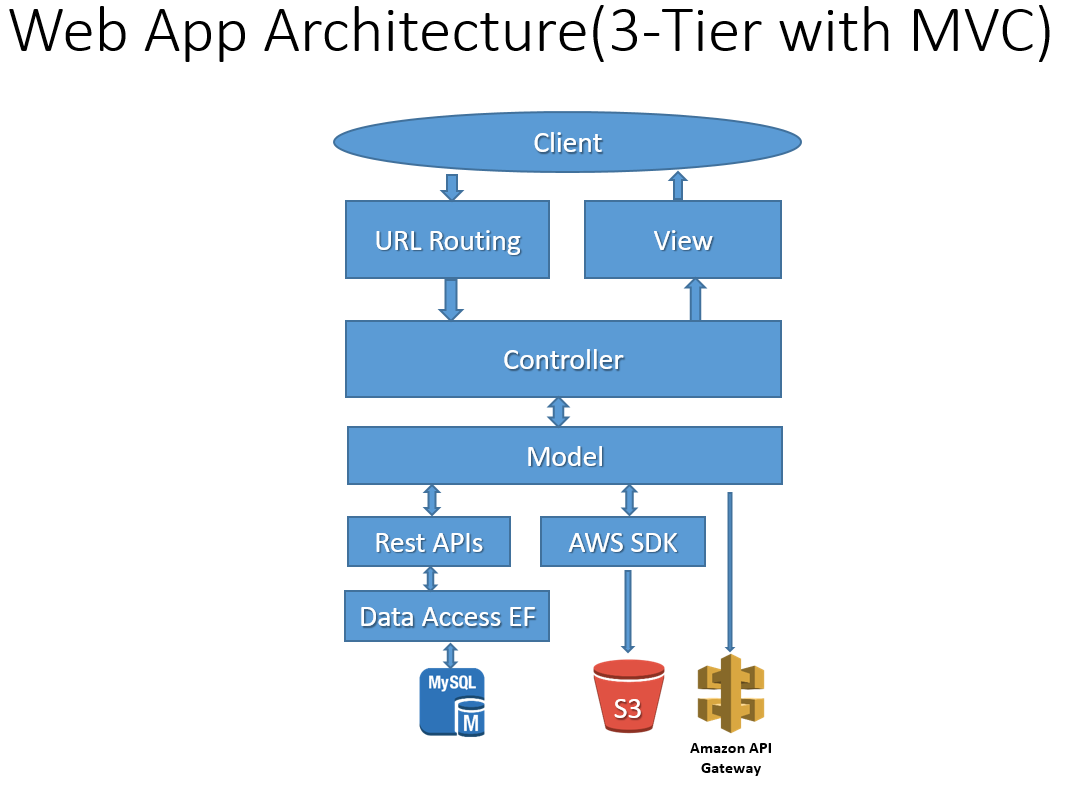 Web App Architecture(3-Tier with MVC)
Client
URL Routing
View
Controller
Model
Rest APIs
AWS SDK
Data Access EF
MySQL
M
S3
Amazon API
Gateway